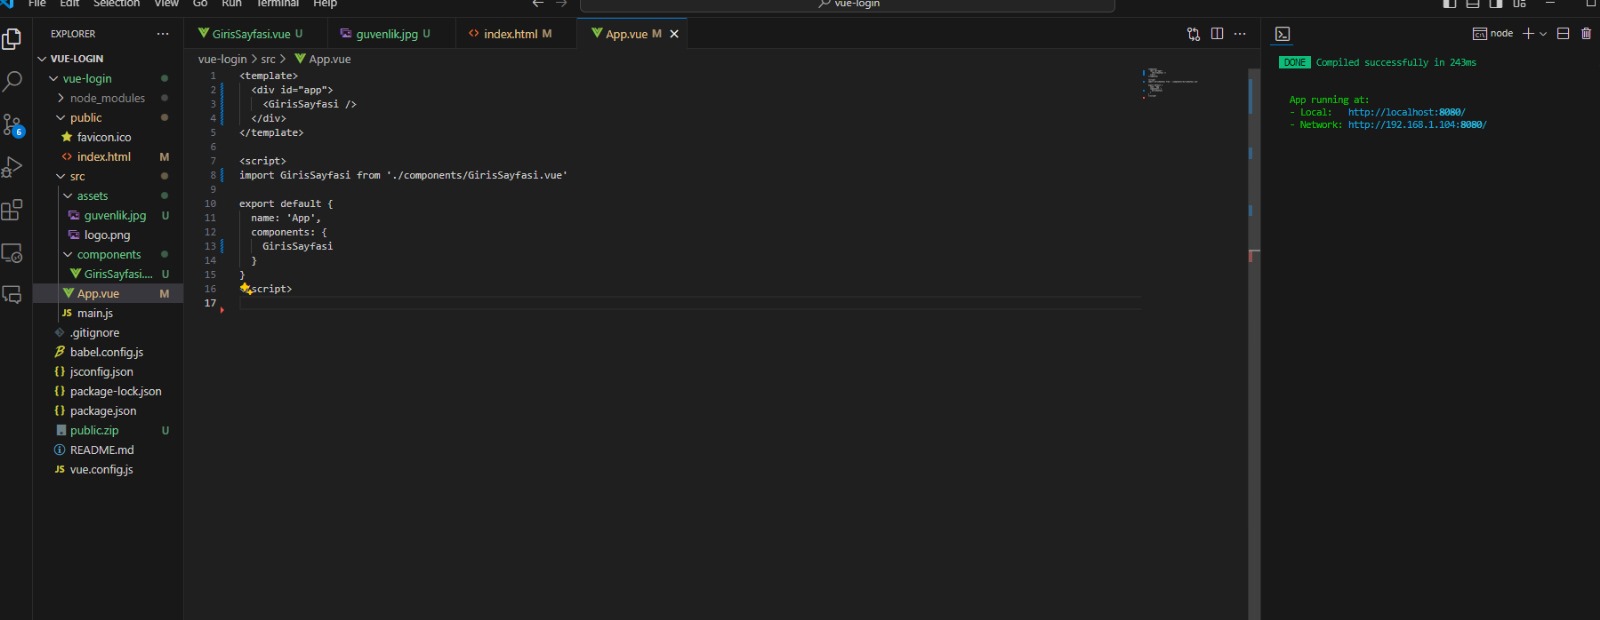 File Edit Selection View Go Run Terminal Help
vue-login
EXPLORER
VUE-LOGIN
vue-login
node_modules
public
favicon.ico
index.html M
src
assets
guvenlik.jpg U
logo.png
components
GirisSayfasi.... U
App.vue M
JS main.js
.gitignore
babel.config.js
{} jsconfig.json
{} package-lock.json
{} package.json
public.zip U
README.md
JS vue.config.js
6
GirisSayfasi.vue U
guvenlik.jpg U
index.html M
App.vue M
vue-login > src > App.vue
1 <template>
2 <div id="app">
3 <GirisSayfasi />
4 </div>
5 </template>
6
7 <script>
8 import GirisSayfasi from './components/GirisSayfasi.vue'
9
10 export default {
11 name: 'App',
12 components: {
13 GirisSayfasi
14 }
15 }
16 script>
17
node
DONE Compiled successfully in 243ms
App running at:
- Local: http://localhost:8080/
- Network: http://192.168.1.104:8080/